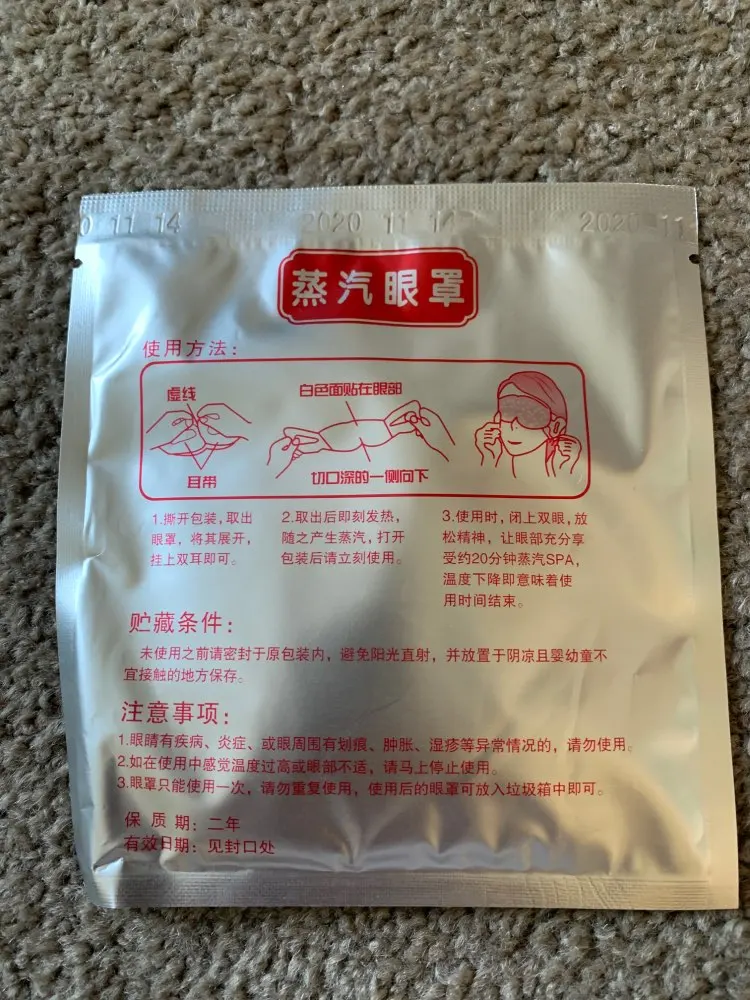 0 11 14 2020 11 14 2020 11
蒸汽眼罩
使用方法：
虚线
白色面贴在眼部
耳带
切口深的一侧向下
1.撕开包装，取出
眼罩，将其展开，
挂上双耳即可。
2.取出后即刻发热，
随之产生蒸汽，打开
包装后请立刻使用。
3.使用时，闭上双眼，放
松精神，让眼部充分享
受约20分钟蒸汽SPA，
温度下降即意味着使
用时间结束。
贮藏条件：
未使用之前请密封于原包装内，避免阳光直射，并放置于阴凉且婴幼童不
宜接触的地方保存。
注意事项：
1.眼睛有疾病、炎症、或眼周围有划痕、肿胀、湿疹等异常情况的，请勿使用。
2.如在使用中感觉温度过高或眼部不适，请马上停止使用。
3.眼罩只能使用一次，请勿重复使用，使用后的眼罩可放入垃圾箱中即可。
保 质 期：二年
有效日期：见封口处